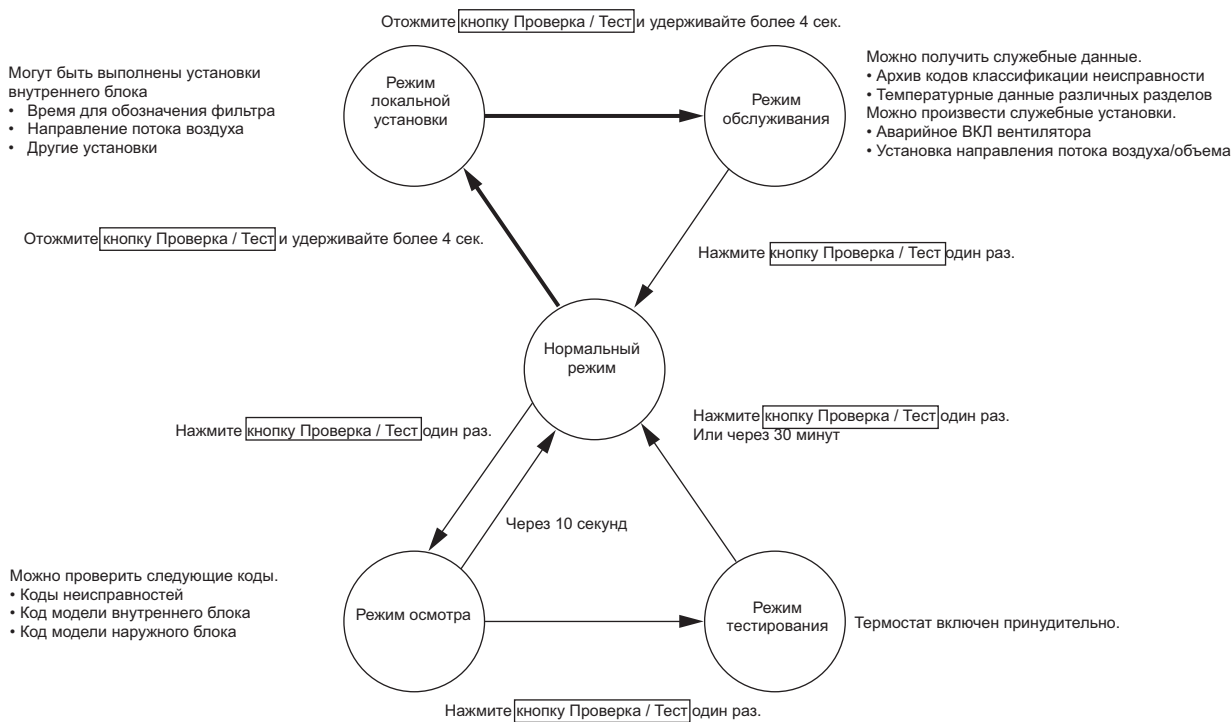 Отожмите кнопку Проверка / Тест и удерживайте более 4 сек.
Могут быть выполнены установки
внутреннего блока
• Время для обозначения фильтра
• Направление потока воздуха
• Другие установки
Режим
локальной
установки
Режим
обслуживания
Можно получить служебные данные.
• Архив кодов классификации неисправности
• Температурные данные различных разделов
Можно произвести служебные установки.
• Аварийное ВКЛ вентилятора
• Установка направления потока воздуха/объема
Отожмите кнопку Проверка / Тест и удерживайте более 4 сек.
Нажмите кнопку Проверка / Тест один раз.
Нормальный
режим
Нажмите кнопку Проверка / Тест один раз.
Нажмите кнопку Проверка / Тест один раз.
Или через 30 минут
Через 10 секунд
Можно проверить следующие коды.
• Коды неисправностей
• Код модели внутреннего блока
• Код модели наружного блока
Режим осмотра
Режим
тестирования
Термостат включен принудительно.
Нажмите кнопку Проверка / Тест один раз.